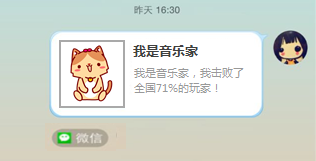 昨天 16:30
我是音乐家
我是音乐家，我击败了
全国71%的玩家！
微信